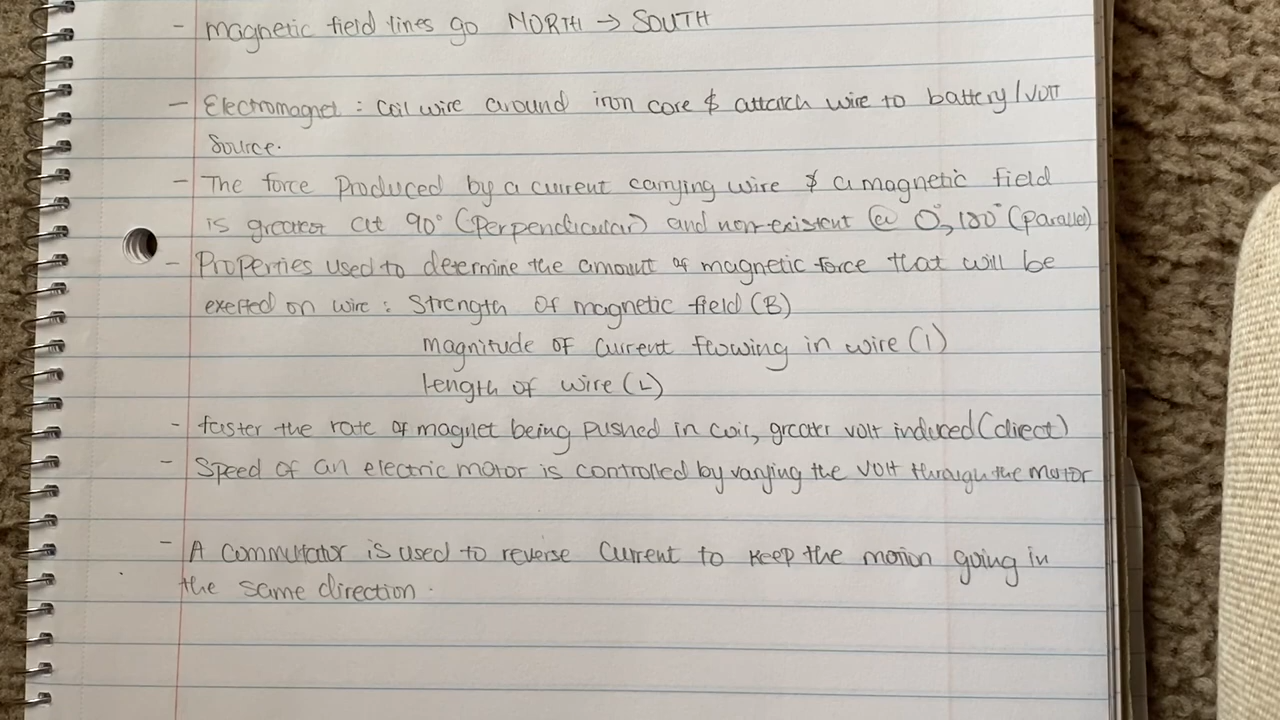 - magnetic field lines go NORTH → SOUTH
- Electromagnet : coil wire around iron core & attatch wire to battery/volt
source.
- The force produced by a current carrying wire & a magnetic field
is greatest at 90° (Perpendicular) and non-existent @ 0°, 180° (parallel)
- Properties used to determine the amount of magnetic force that will be
exerted on wire : Strength of magnetic field (B)
magnitude of current flowing in wire (I)
length of wire (L)
- faster the rate of magnet being pushed in coil, greater volt induced (direct)
- Speed of an electric motor is controlled by varying the volt through the motor
- A commutator is used to reverse current to keep the motion going in
the same direction.